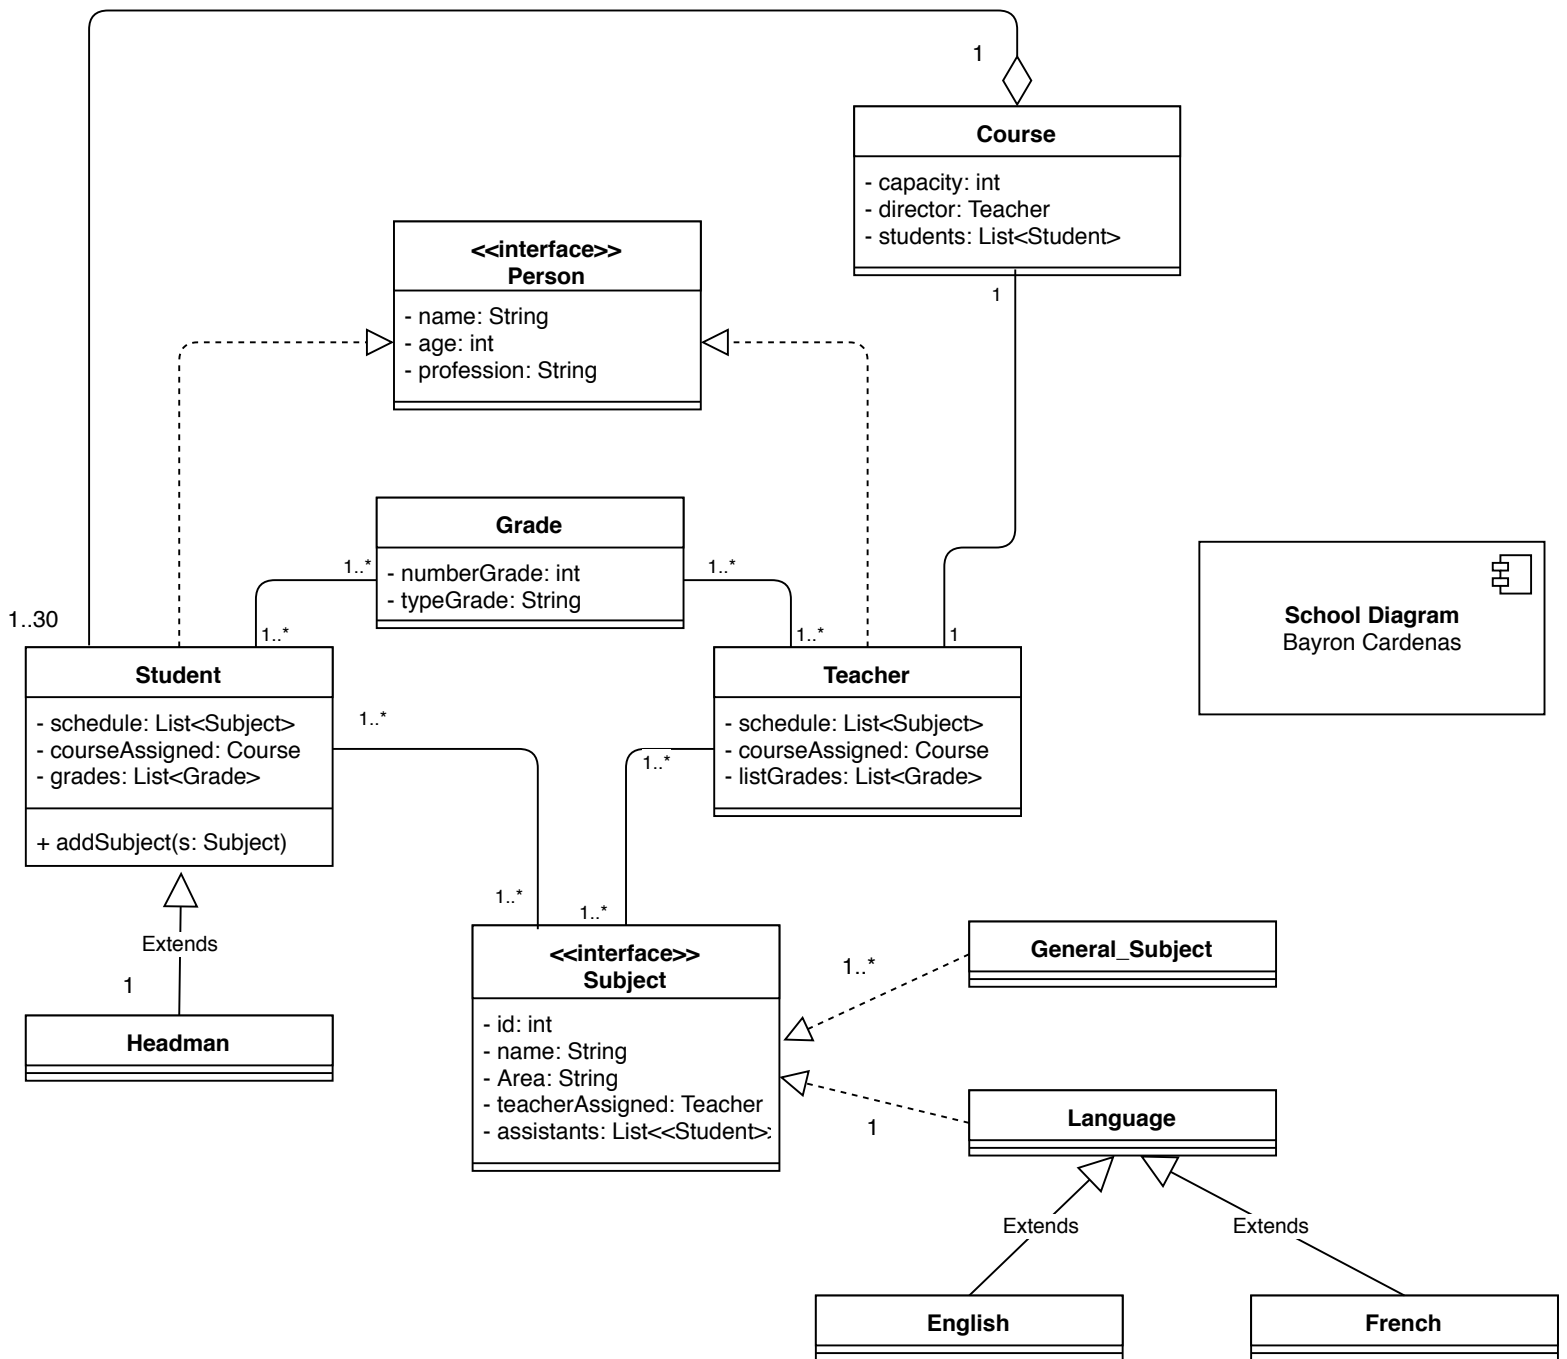 1
Course
- capacity: int
- director: Teacher
- students: List<Student>
1
<<interface>>
Person
- name: String
- age: int
- profession: String
Grade
- numberGrade: int
- typeGrade: String
1..*
1..*
1..*
1..*
1
1..30
School Diagram
Bayron Cardenas
Student
- schedule: List<Subject>
- courseAssigned: Course
- grades: List<Grade>
+ addSubject(s: Subject)
1..*
Teacher
- schedule: List<Subject>
- courseAssigned: Course
- listGrades: List<Grade>
1..*
1..*
1..*
Extends
1
Headman
<<interface>>
Subject
- id: int
- name: String
- Area: String
- teacherAssigned: Teacher
- assistants: List<<Student>
1..*
General_Subject
1
Language
Extends
Extends
English
French